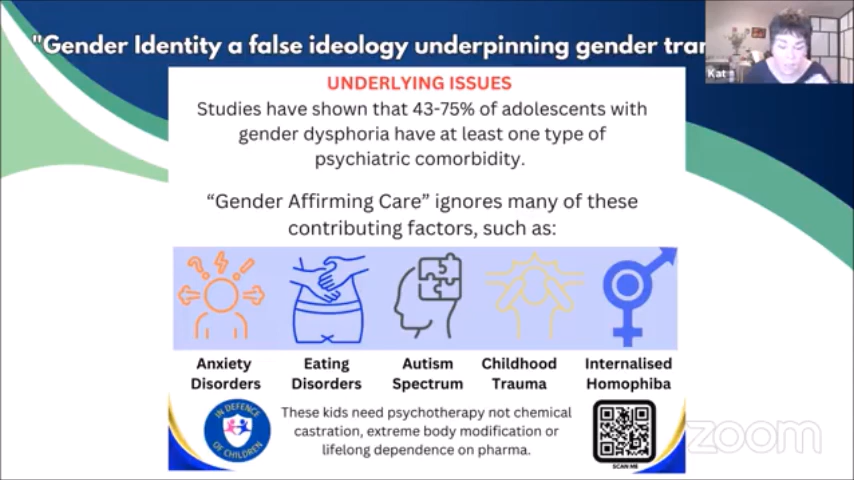 "Gender Identity a false ideology underpinning gender tran
Kat
UNDERLYING ISSUES
Studies have shown that 43-75% of adolescents with
gender dysphoria have at least one type of
psychiatric comorbidity.
“Gender Affirming Care” ignores many of these
contributing factors, such as:
Anxiety
Disorders
Eating
Disorders
Autism
Spectrum
Childhood
Trauma
Internalised
Homophiba
IN DEFENCE
OF CHILDREN
These kids need psychotherapy not chemical
castration, extreme body modification or
lifelong dependence on pharma.
SCAN ME
zoom